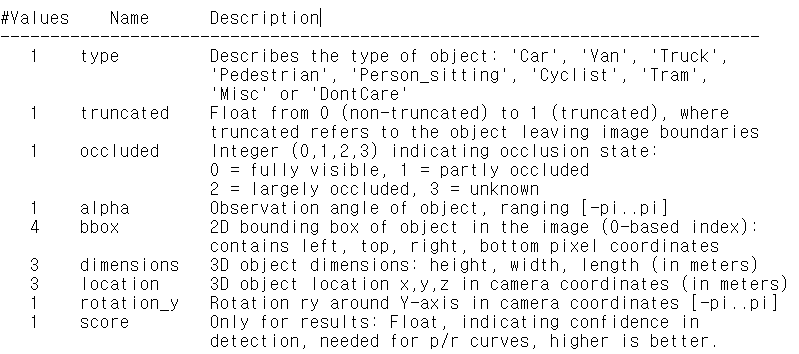 #Values    Name      Description
----------------------------------------------------------------------------
   1    type         Describes the type of object: 'Car', 'Van', 'Truck',
                     'Pedestrian', 'Person_sitting', 'Cyclist', 'Tram',
                     'Misc' or 'DontCare'
   1    truncated    Float from 0 (non-truncated) to 1 (truncated), where
                     truncated refers to the object leaving image boundaries
   1    occluded     Integer (0,1,2,3) indicating occlusion state:
                     0 = fully visible, 1 = partly occluded
                     2 = largely occluded, 3 = unknown
   1    alpha        Observation angle of object, ranging [-pi..pi]
   4    bbox         2D bounding box of object in the image (0-based index):
                     contains left, top, right, bottom pixel coordinates
   3    dimensions   3D object dimensions: height, width, length (in meters)
   3    location     3D object location x,y,z in camera coordinates (in meters)
   1    rotation_y   Rotation ry around Y-axis in camera coordinates [-pi..pi]
   1    score        Only for results: Float, indicating confidence in
                     detection, needed for p/r curves, higher is better.